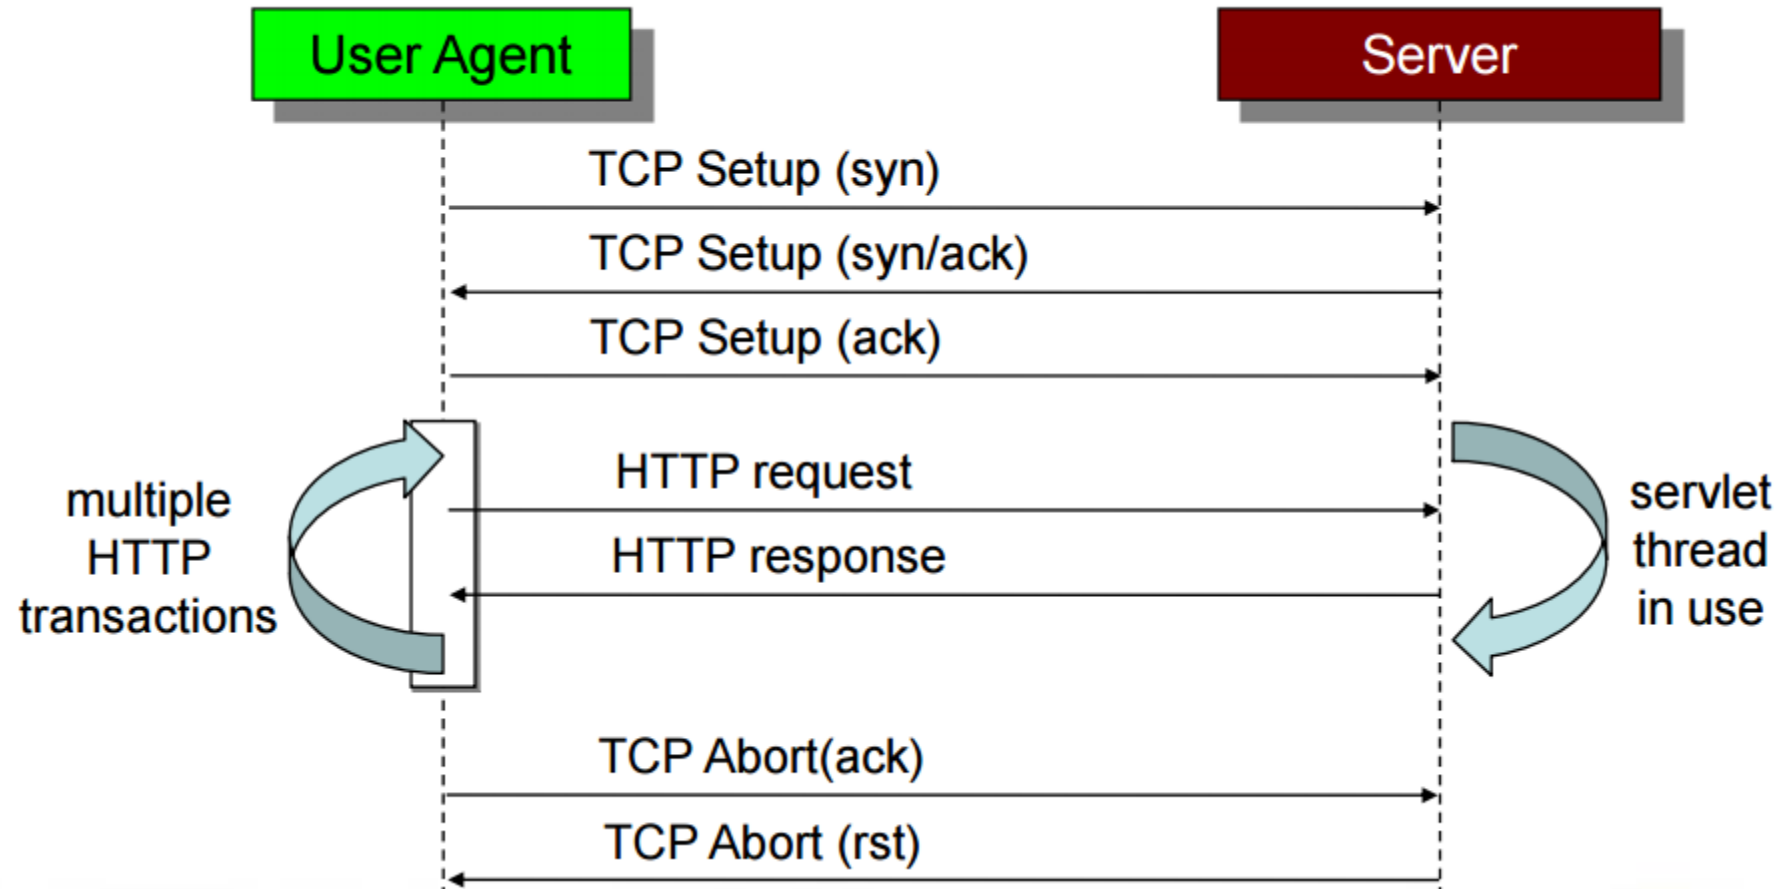 User Agent
Server
TCP Setup (syn)
TCP Setup (syn/ack)
TCP Setup (ack)
multiple
HTTP
transactions
HTTP request
HTTP response
servlet
thread
in use
TCP Abort(ack)
TCP Abort (rst)